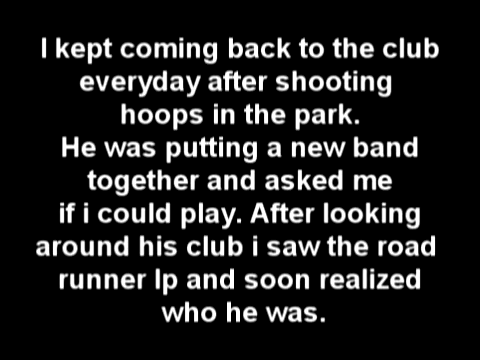 I kept coming back to the club
everyday after shooting
hoops in the park.
He was putting a new band
together and asked me
if i could play. After looking
around his club i saw the road
runner lp and soon realized
who he was.